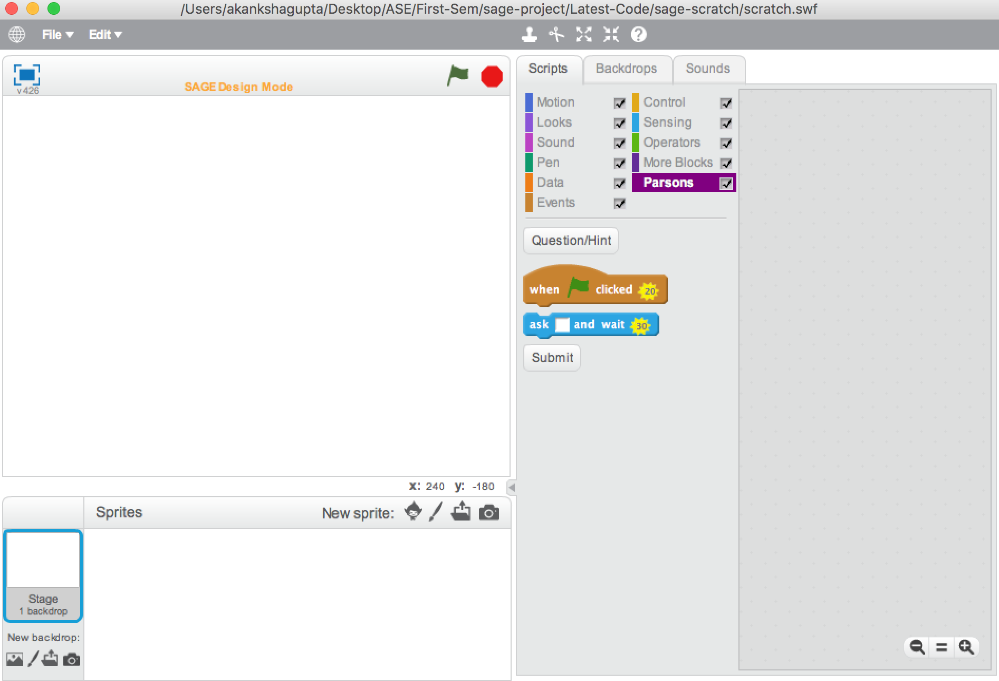 /Users/akankshagupta/Desktop/ASE/First-Sem/sage-project/Latest-Code/sage-scratch/scratch.swf
File Edit
v426
SAGE Design Mode
Scripts Backdrops Sounds
Motion Control
Looks Sensing
Sound Operators
Pen More Blocks
Data Parsons
Events
Question/Hint
when clicked 20
ask and wait 30
Submit
x: 240 y: -180
Sprites New sprite:
Stage
1 backdrop
New backdrop: